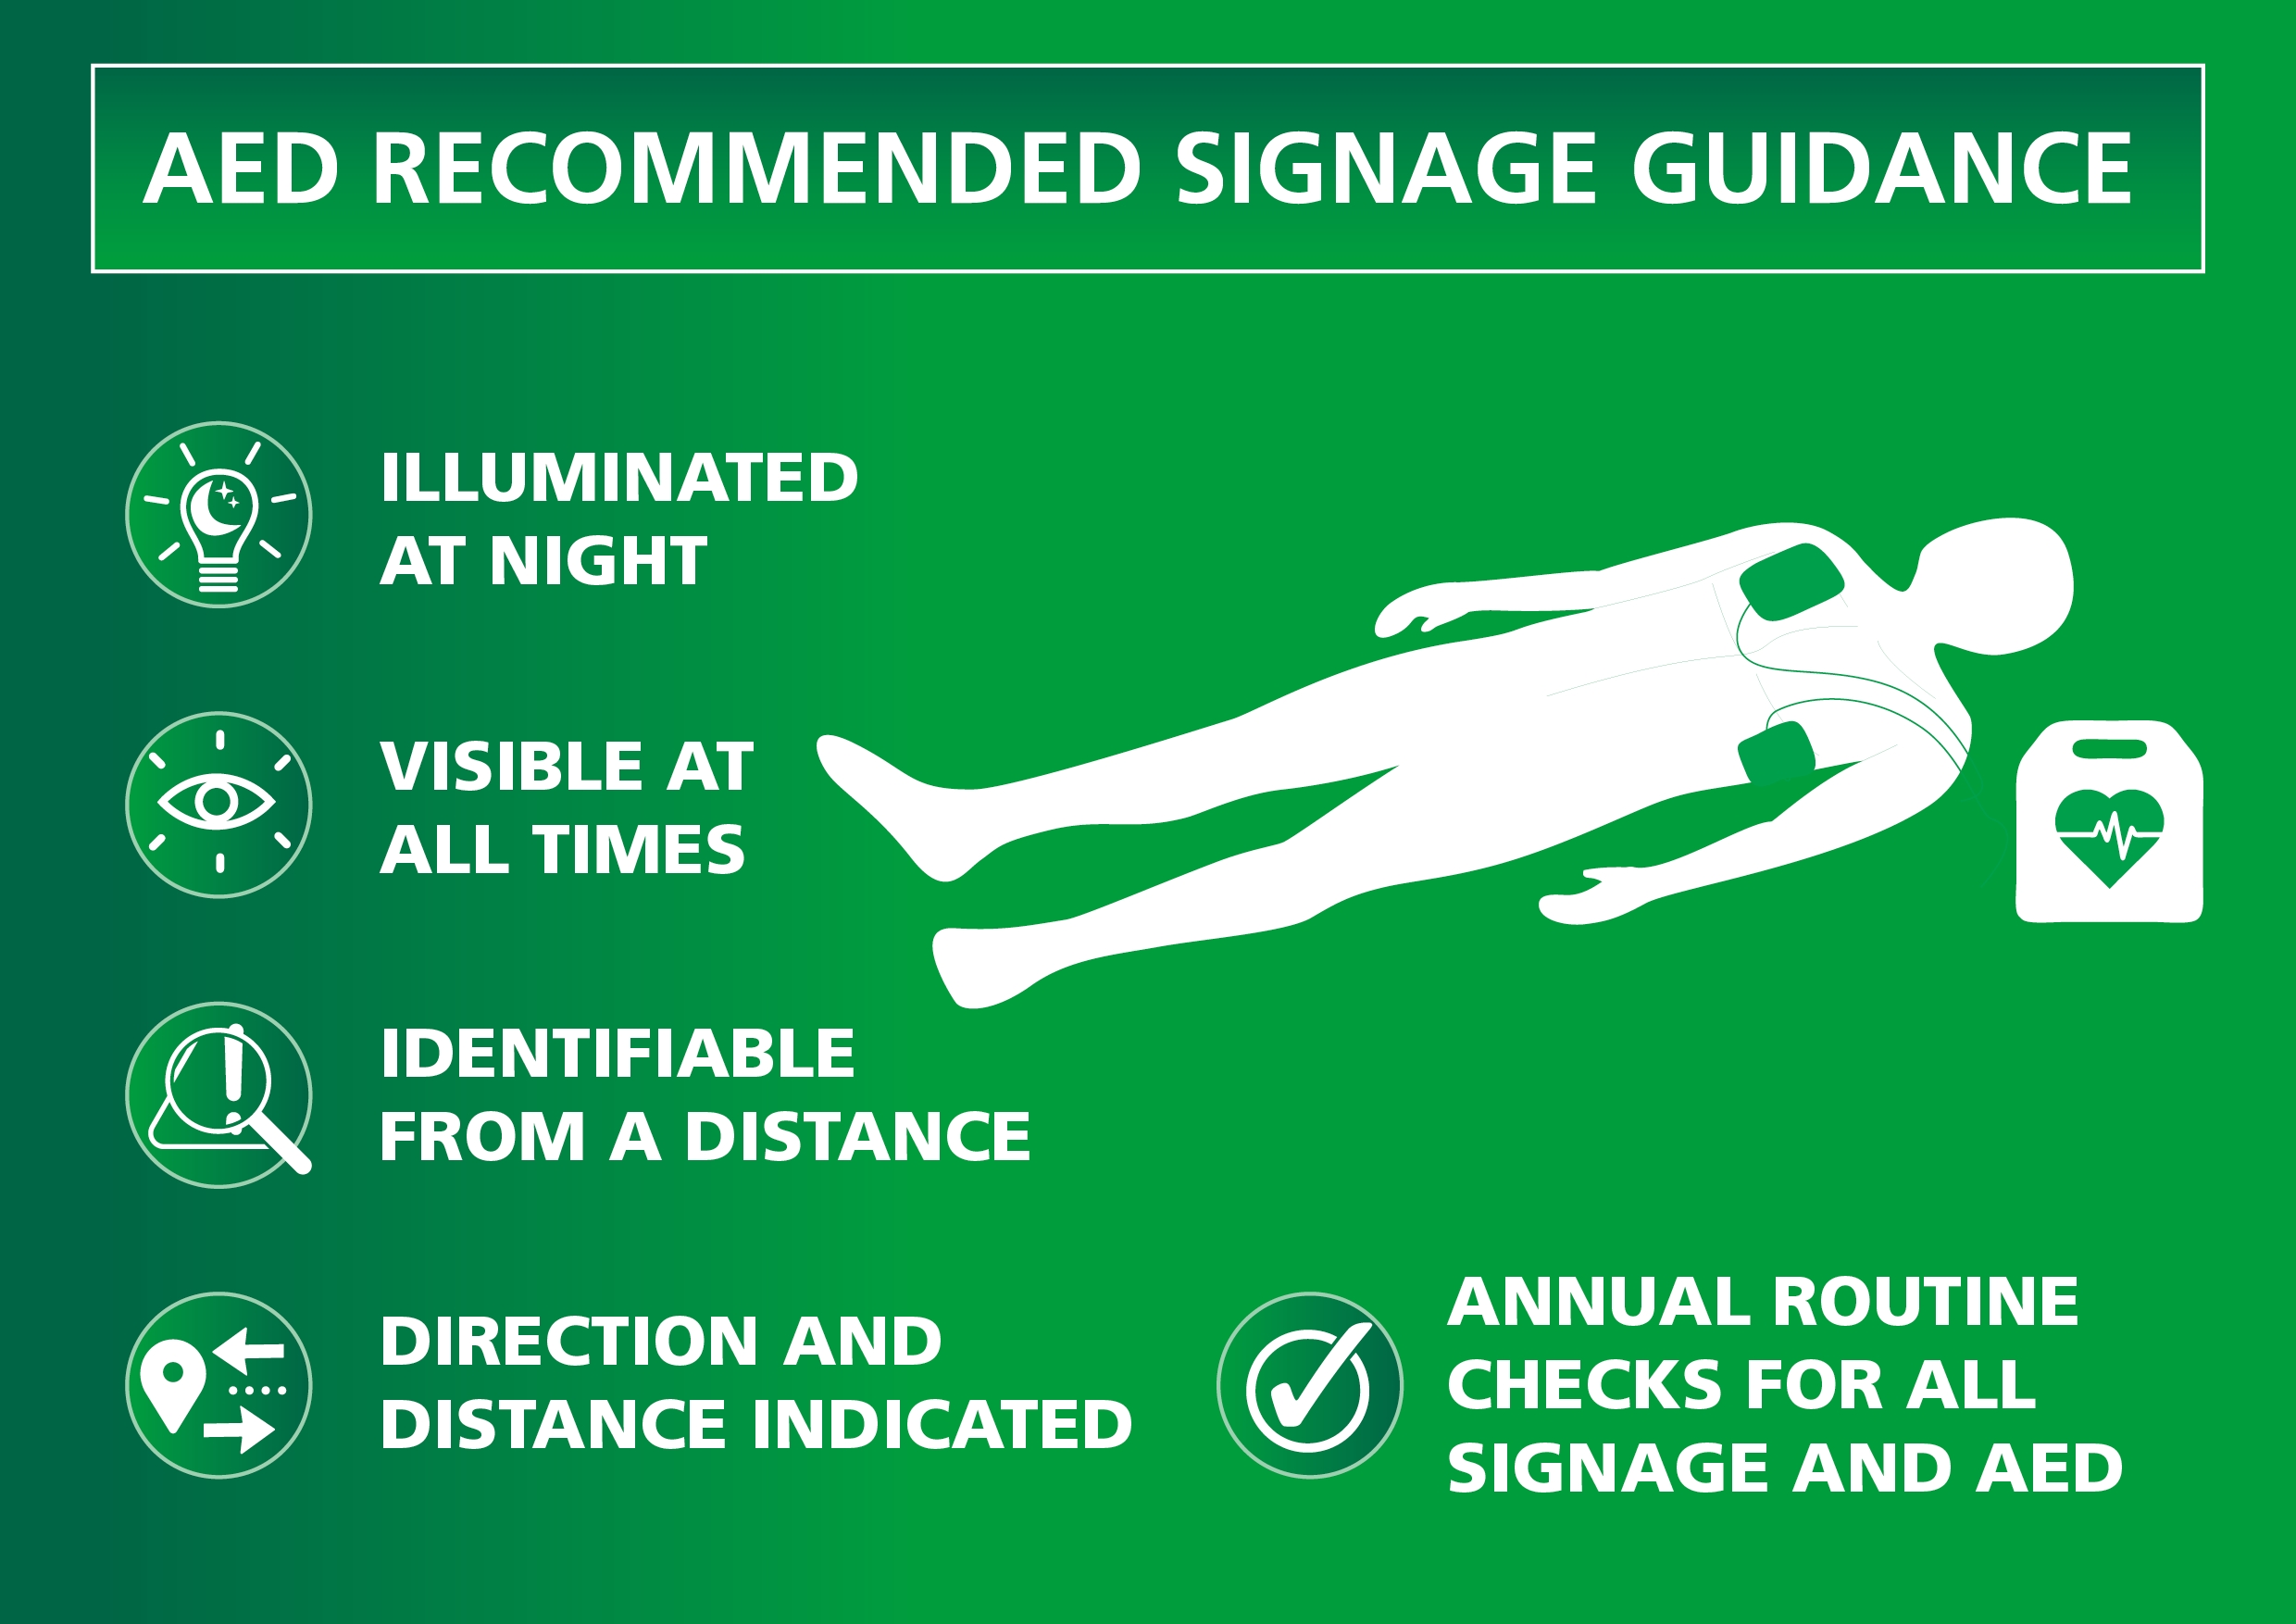 AED RECOMMENDED SIGNAGE GUIDANCE
ILLUMINATED
AT NIGHT
VISIBLE AT
ALL TIMES
IDENTIFIABLE
FROM A DISTANCE
DIRECTION AND
DISTANCE INDICATED
ANNUAL ROUTINE
CHECKS FOR ALL
SIGNAGE AND AED